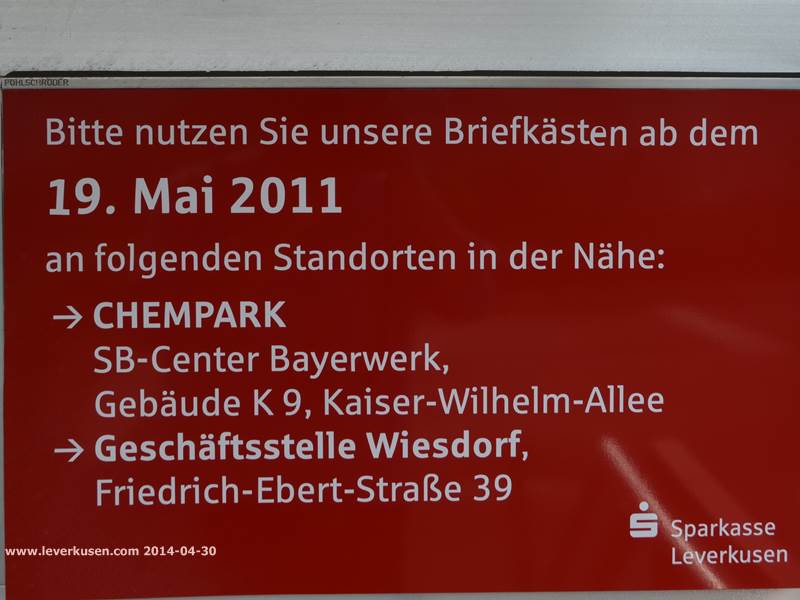 POHLSCHRÖDER
Bitte nutzen Sie unsere Briefkästen ab dem
19. Mai 2011
an folgenden Standorten in der Nähe:
→ CHEMPARK
SB-Center Bayerwerk,
Gebäude K 9, Kaiser-Wilhelm-Allee
→ Geschäftsstelle Wiesdorf,
Friedrich-Ebert-Straße 39
Sparkasse
Leverkusen
www.leverkusen.com 2014-04-30